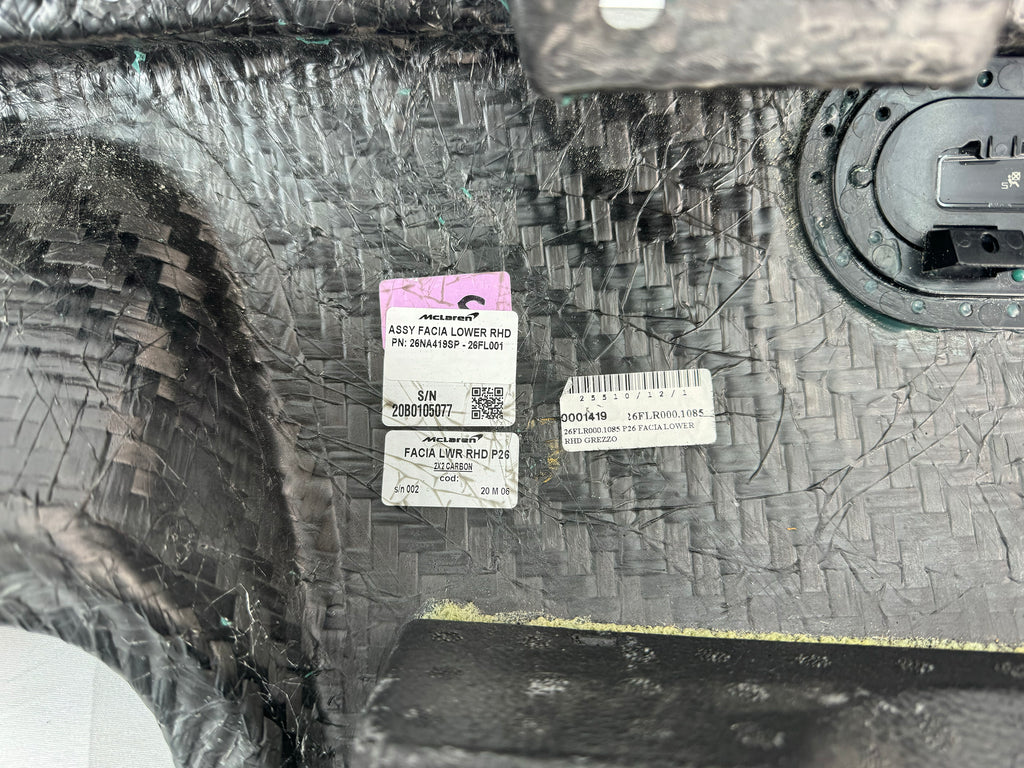 S
McLaren
ASSY FACIA LOWER RHD
PN: 26NA419SP - 26FL001
S/N
20B0105077
McLaren
FACIA LWR RHD P26
2X2 CARBON
cod:
s/n 002 20 M 06
25510/12/1
0001419 16FLR000.1085
26FLR000.1085 P26 FACIA LOWER
RHD GREZZO